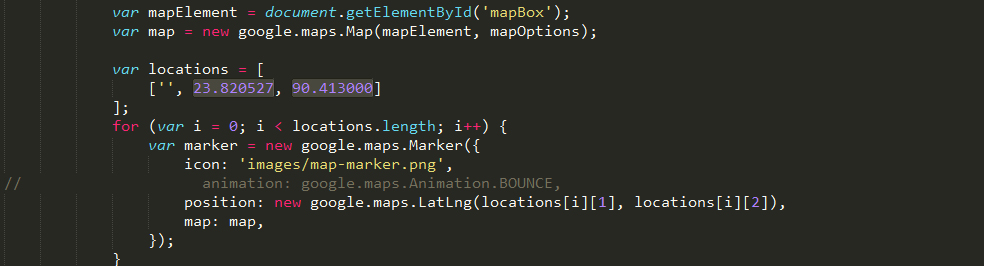 var mapElement = document.getElementById('mapBox');
var map = new google.maps.Map(mapElement, mapOptions);
var locations = [
['', 23.820527, 90.413000]
];
for (var i = 0; i < locations.length; i++) {
var marker = new google.maps.Marker({
icon: 'images/map-marker.png',
// animation: google.maps.Animation.BOUNCE,
position: new google.maps.LatLng(locations[i][1], locations[i][2]),
map: map,
});
}